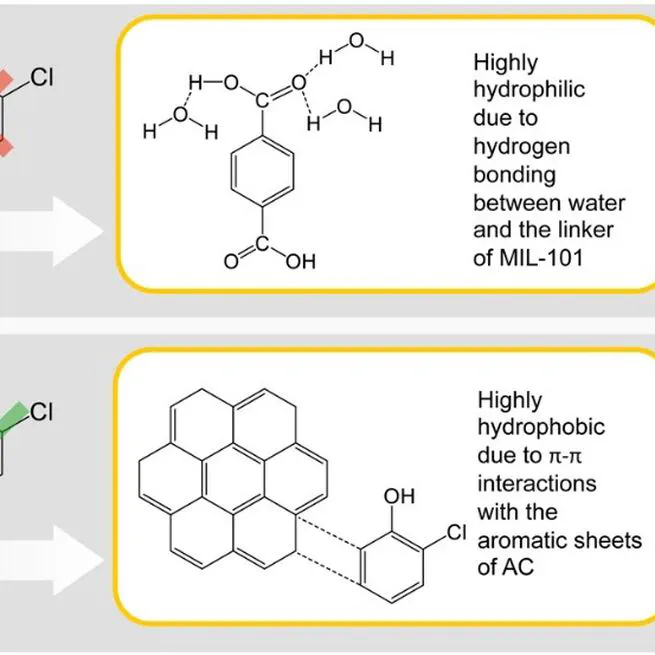 Cl
H
O
H
H
O
O
C
H
O
H
H
O
H
C
O
OH
Highly
hydrophilic
due to
hydrogen
bonding
between water
and the linker
of MIL-101
Cl
OH
Cl
Highly
hydrophobic
due to π-π
interactions
with the
aromatic sheets
of AC